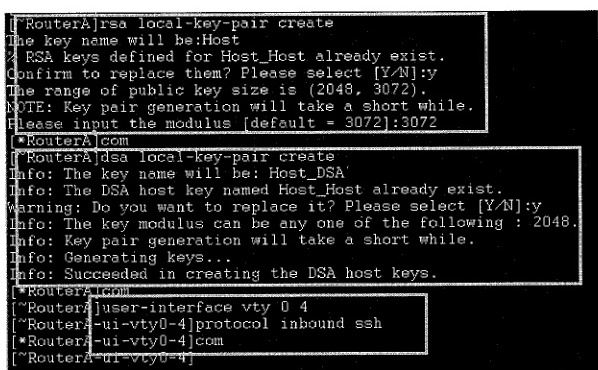 [~RouterA]rsa local-key-pair create
The key name will be:Host
% RSA keys defined for Host_Host already exist.
Confirm to replace them? Please select [Y/N]:y
The range of public key size is (2048, 3072).
NOTE: Key pair generation will take a short while.
Please input the modulus [default = 3072]:3072
[*RouterA]com
[~RouterA]dsa local-key-pair create
Info: The key name will be: Host_DSA
Info: The DSA host key named Host_Host already exist.
Warning: Do you want to replace it? Please select [Y/N]:y
Info: The key modulus can be any one of the following : 2048.
Info: Key pair generation will take a short while.
Info: Generating keys...
Info: Succeeded in creating the DSA host keys.
[*RouterA]com
[~RouterA]user-interface vty 0 4
[~RouterA-ui-vty0-4]protocol inbound ssh
[*RouterA-ui-vty0-4]com
[~RouterA-ui-vty0-4]